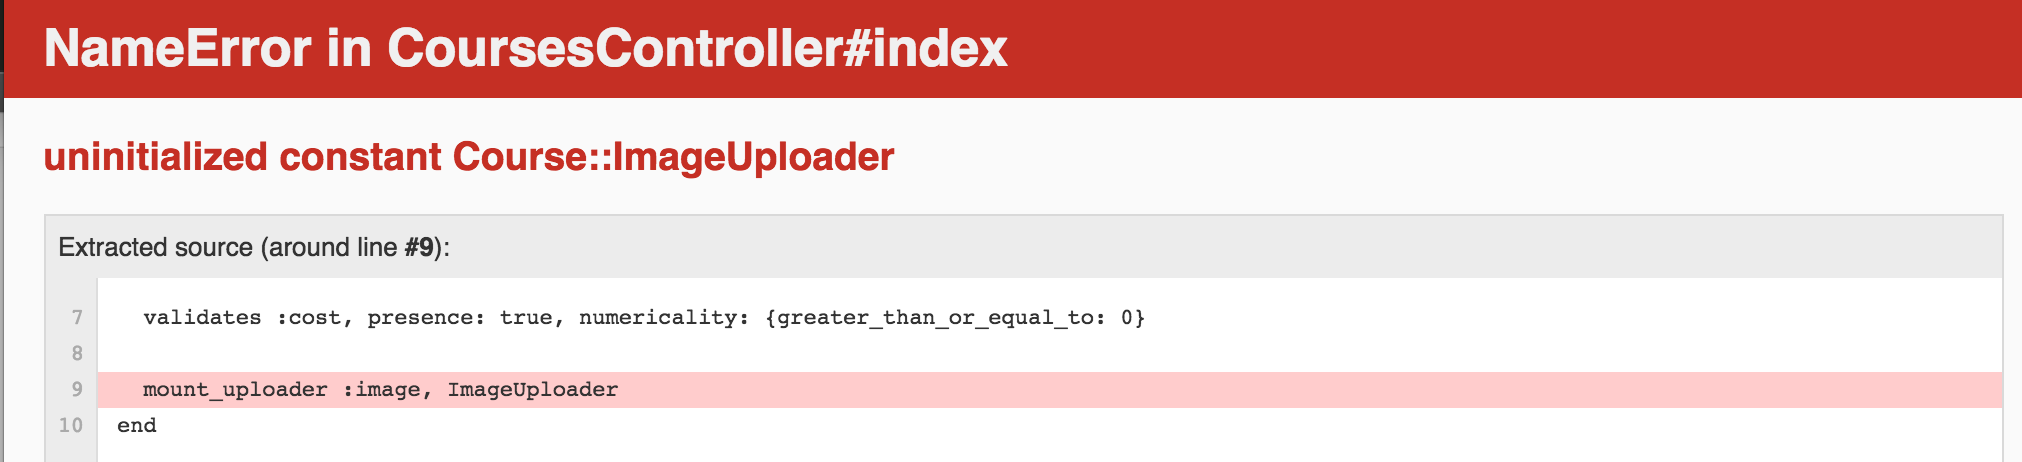 NameError in CoursesController#index
uninitialized constant Course::ImageUploader
Extracted source (around line #9):
7 validates :cost, presence: true, numericality: {greater_than_or_equal_to: 0}
8
9 mount_uploader :image, ImageUploader
10 end